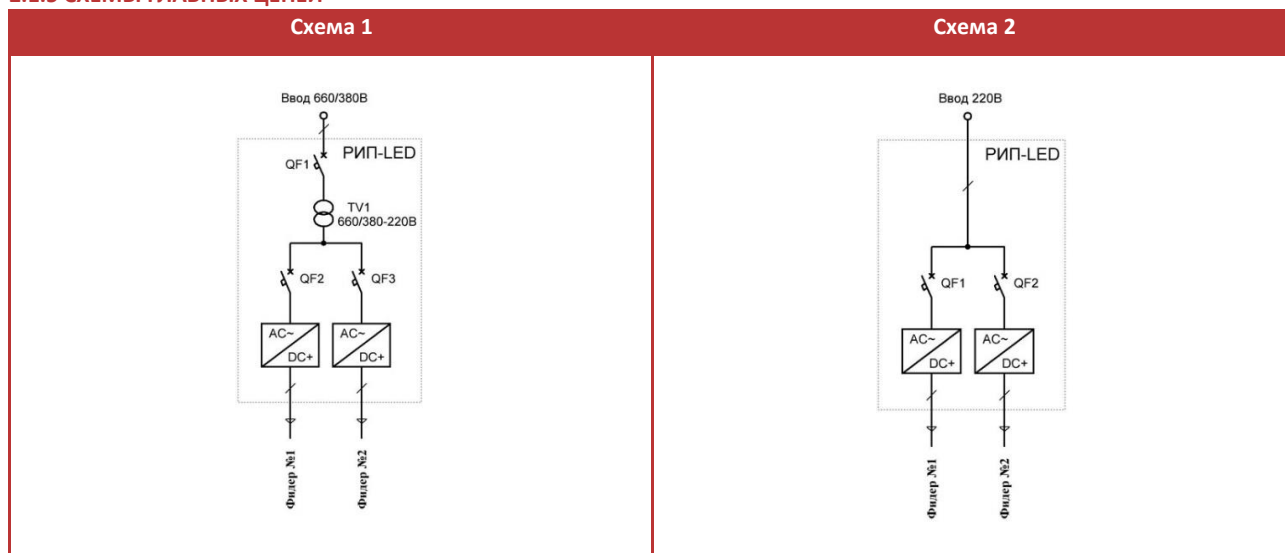 Схема 1
Схема 2
Ввод 660/380В
РИП-LED
QF1
TV1
660/380-220В
QF2
QF3
AC~
DC+
AC~
DC+
Фидер №1
Фидер №2
Ввод 220В
РИП-LED
QF1
QF2
AC~
DC+
AC~
DC+
Фидер №1
Фидер №2